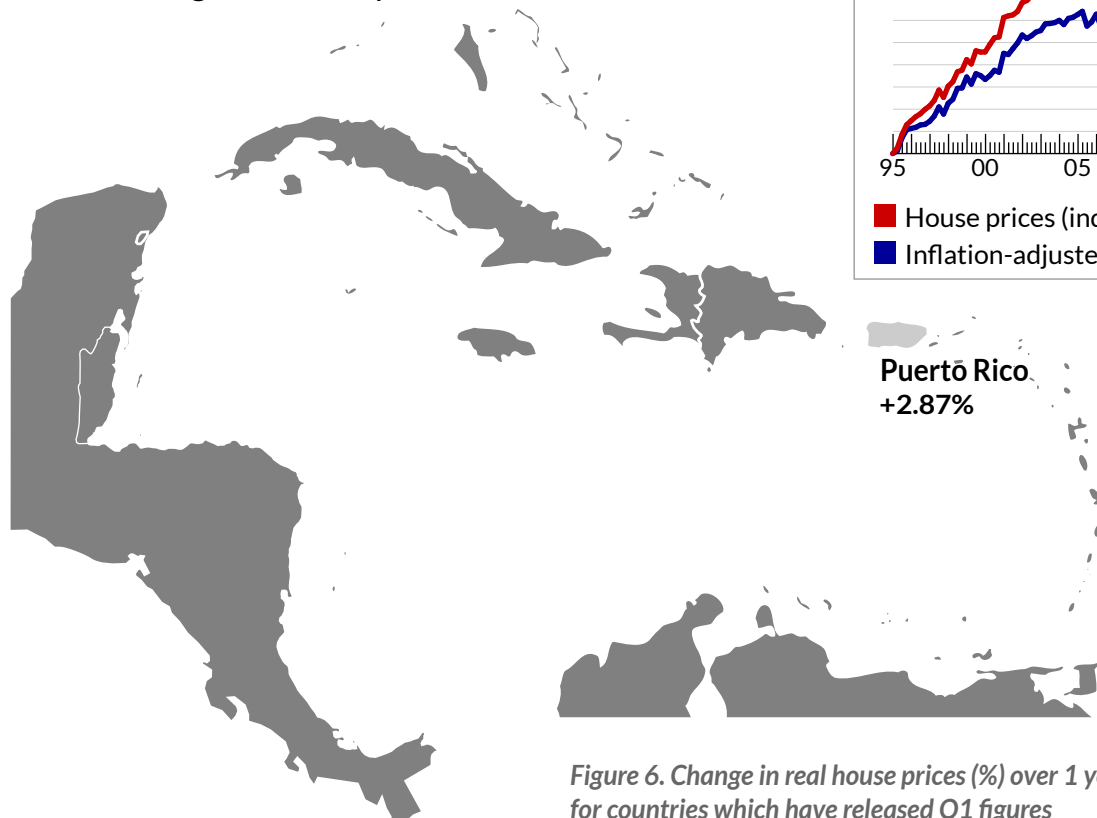 95 00 05
House prices
Inflation-adjuste
Puerto Rico
+2.87%
Figure 6. Change in real house prices (%) over 1
for countries which have released Q1 figures